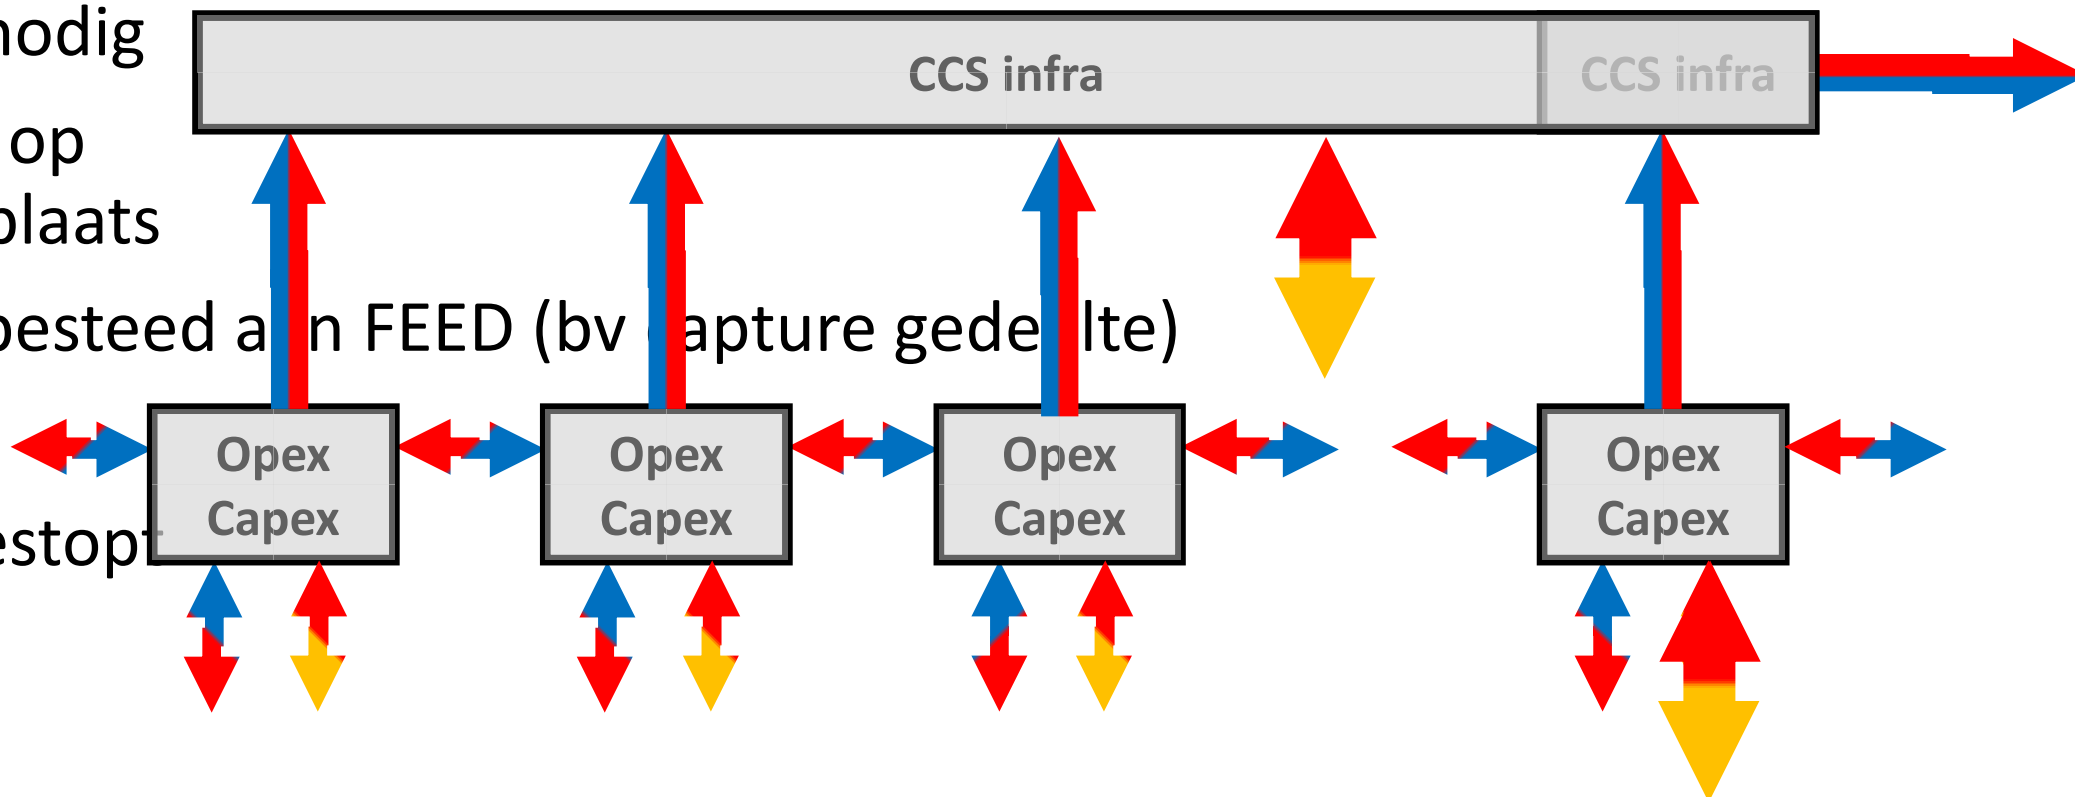 nodig
CCS infra
CCS infra
op
plaats
besteed a n FEED (bv apture gede lte)
Opex
Capex
Opex
Capex
Opex
Capex
Opex
Capex
estopt